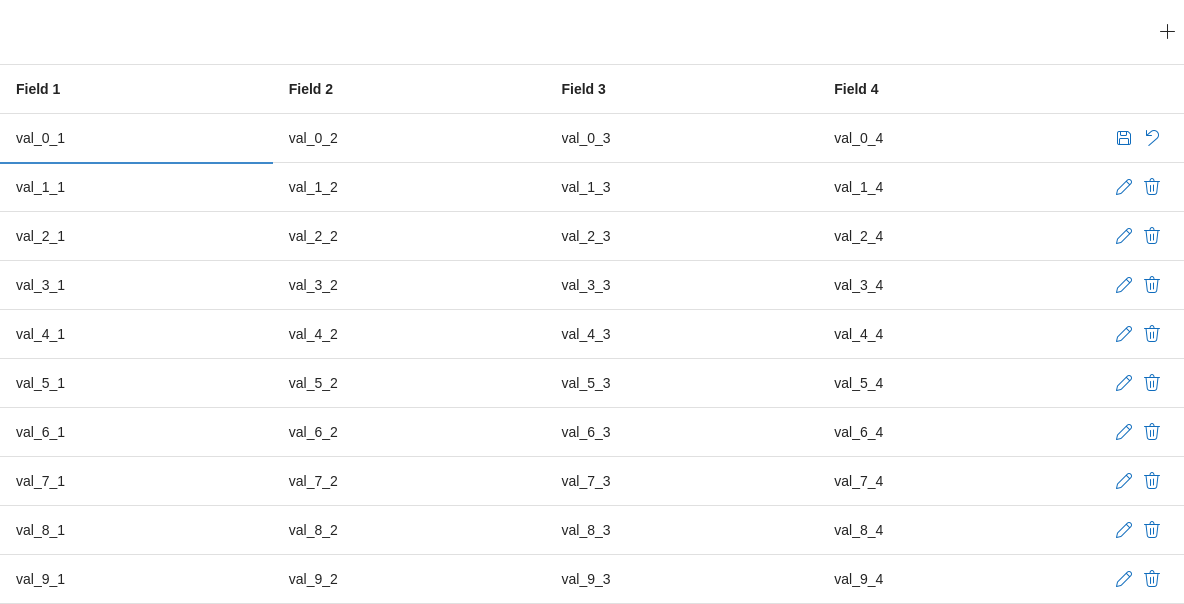 Field 1 Field 2 Field 3 Field 4
val_0_1 val_0_2 val_0_3 val_0_4
val_1_1 val_1_2 val_1_3 val_1_4
val_2_1 val_2_2 val_2_3 val_2_4
val_3_1 val_3_2 val_3_3 val_3_4
val_4_1 val_4_2 val_4_3 val_4_4
val_5_1 val_5_2 val_5_3 val_5_4
val_6_1 val_6_2 val_6_3 val_6_4
val_7_1 val_7_2 val_7_3 val_7_4
val_8_1 val_8_2 val_8_3 val_8_4
val_9_1 val_9_2 val_9_3 val_9_4